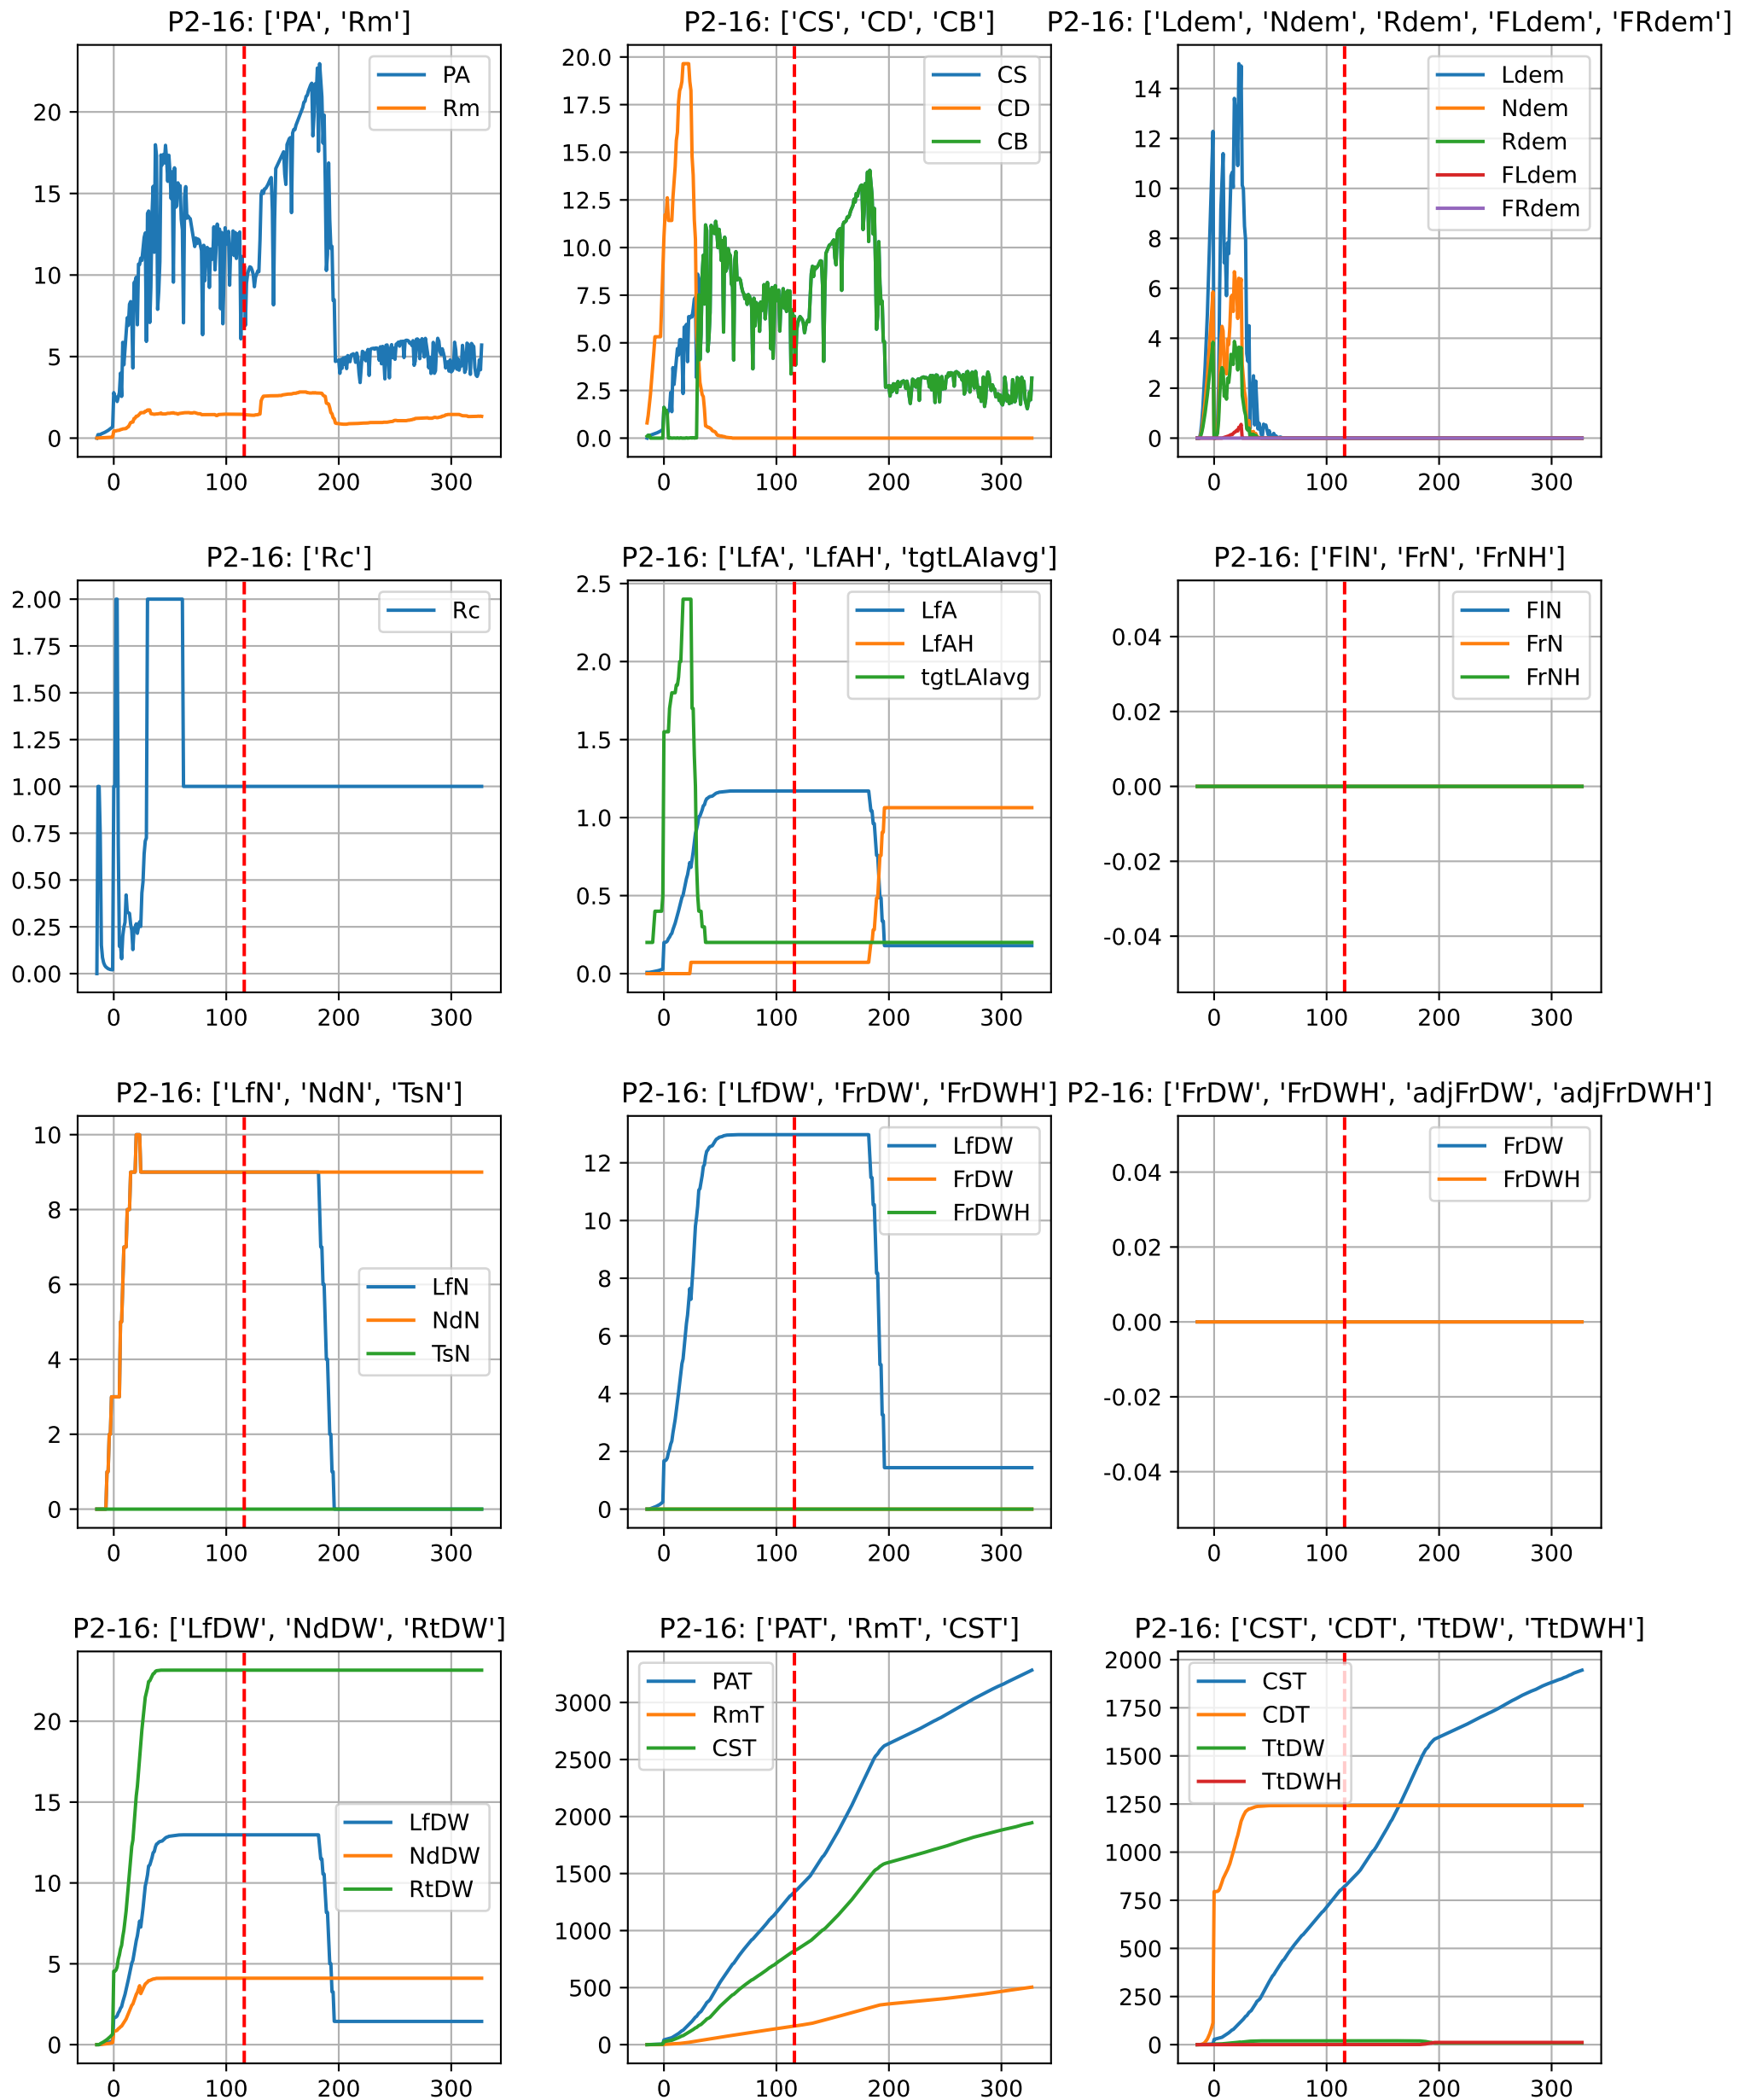 P2-16: ['PA', 'Rm']
PA
Rm
20
15
10
5
0
0 100 200 300
P2-16: ['CS', 'CD', 'CB']
CS
CD
CB
20.0
17.5
15.0
12.5
10.0
7.5
5.0
2.5
0.0
0 100 200 300
P2-16: ['Ldem', 'Ndem', 'Rdem', 'FLdem', 'FRdem']
Ldem
Ndem
Rdem
FLdem
FRdem
14
12
10
8
6
4
2
0
0 100 200 300
P2-16: ['Rc']
Rc
2.00
1.75
1.50
1.25
1.00
0.75
0.50
0.25
0.00
0 100 200 300
P2-16: ['LfA', 'LfAH', 'tgtLAIavg']
LfA
LfAH
tgtLAIavg
2.5
2.0
1.5
1.0
0.5
0.0
0 100 200 300
P2-16: ['FlN', 'FrN', 'FrNH']
FlN
FrN
FrNH
0.04
0.02
0.00
-0.02
-0.04
0 100 200 300
P2-16: ['LfN', 'NdN', 'TsN']
LfN
NdN
TsN
10
8
6
4
2
0
0 100 200 300
P2-16: ['LfDW', 'FrDW', 'FrDWH']
LfDW
FrDW
FrDWH
12
10
8
6
4
2
0
0 100 200 300
P2-16: ['FrDW', 'FrDWH', 'adjFrDW', 'adjFrDWH']
FrDW
FrDWH
0.04
0.02
0.00
-0.02
-0.04
0 100 200 300
P2-16: ['LfDW', 'NdDW', 'RtDW']
LfDW
NdDW
RtDW
20
15
10
5
0
0 100 200 300
P2-16: ['PAT', 'RmT', 'CST']
PAT
RmT
CST
3000
2500
2000
1500
1000
500
0
0 100 200 300
P2-16: ['CST', 'CDT', 'TtDW', 'TtDWH']
CST
CDT
TtDW
TtDWH
2000
1750
1500
1250
1000
750
500
250
0
0 100 200 300